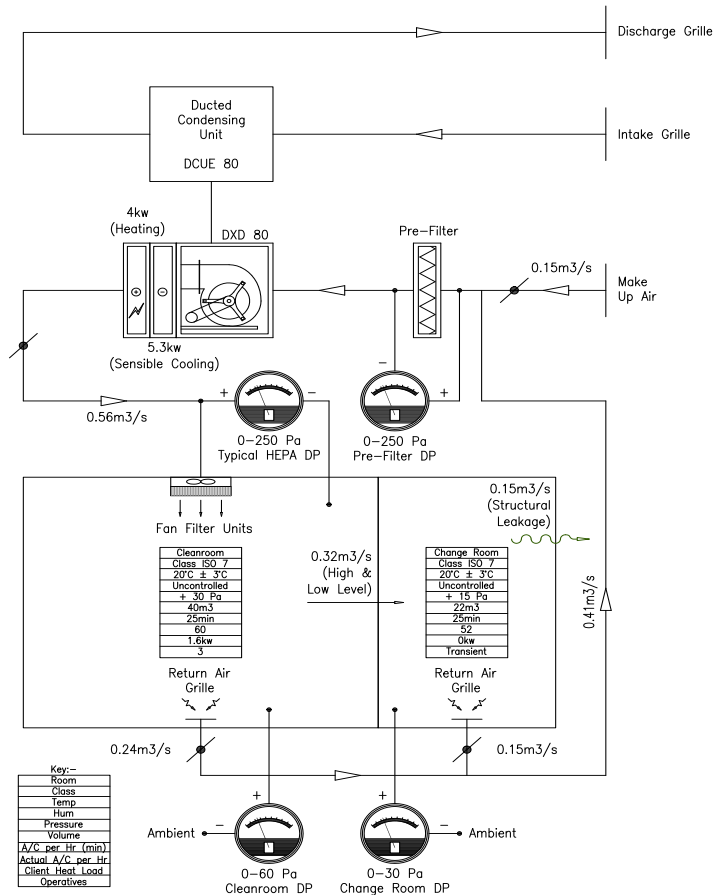 Discharge Grille
Ducted
Condensing
Unit
DCUE 80
Intake Grille
4kw
(Heating)
DXD 80
Pre-Filter
0.15m3/s
Make
Up Air
5.3kw
(Sensible Cooling)
0.56m3/s
+
-
0-250 Pa
Typical HEPA DP
-
+
0-250 Pa
Pre-Filter DP
Fan Filter Units
0.15m3/s
(Structural
Leakage)
Cleanroom
Class ISO 7
20°C ± 3°C
Uncontrolled
+ 30 Pa
40m3
25min
60
1.6kw
3
0.32m3/s
(High &
Low Level)
Change Room
Class ISO 7
20°C ± 3°C
Uncontrolled
+ 15 Pa
22m3
25min
52
0kw
Transient
0.41m3/s
Return Air
Grille
Return Air
Grille
0.24m3/s
0.15m3/s
Key:-
Room
Class
Temp
Hum
Pressure
Volume
A/C per Hr (min)
Actual A/C per Hr
Client Heat Load
Operatives
Ambient
-
+
0-60 Pa
Cleanroom DP
+
-
Ambient
0-30 Pa
Change Room DP